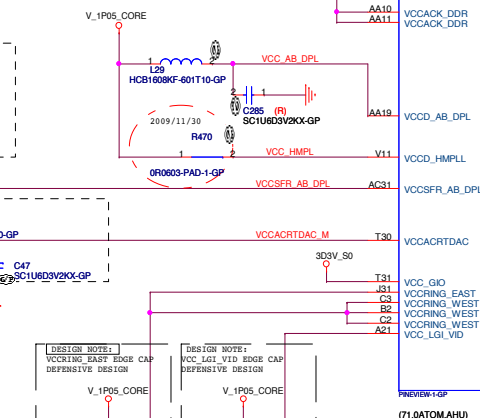 V_1P05_CORE
AA10
VCCACK_DDR
AA11
VCCACK_DDR
1
2
VCC_AB_DPL
L29
HCB1608KF-601T10-GP
2
1
C285
(R)
SC1U6D3V2KX-GP
AA19
VCCD_AB_DPL
2009/11/30
R470
1
2
VCC_HMPL
V11
VCCD_HMPLL
0R0603-PAD-1-GP
VCCSFR_AB_DPL
AC31
VCCSFR_AB_DPL
0-GP
VCCACRTDAC_M
T30
VCCACRTDAC
3D3V_S0
C47
SC1U6D3V2KX-GP
T31
VCC_GIO
J31
VCCRING_EAST
C3
VCCRING_WEST
B2
VCCRING_WEST
C2
VCCRING_WEST
A21
VCC_LGI_VID
DESIGN NOTE:
VCCRING_EAST EDGE CAP
DEFENSIVE DESIGN
DESIGN NOTE:
VCC_LGI_VID EDGE CAP
DEFENSIVE DESIGN
V_1P05_CORE
V_1P05_CORE
PINEVIEW-1-GP
(71.0ATOM.AHU)